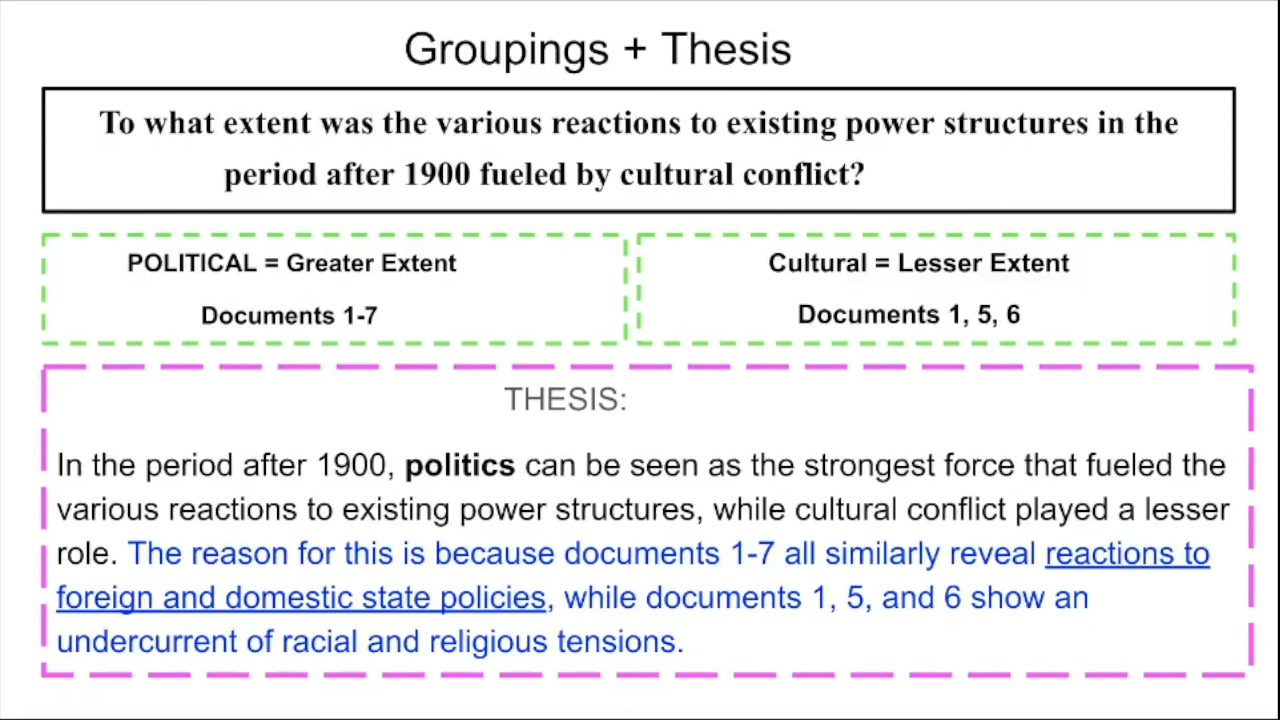 Groupings + Thesis
To what extent was the various reactions to existing power structures in the
period after 1900 fueled by cultural conflict?
POLITICAL = Greater Extent
Documents 1-7
Cultural = Lesser Extent
Documents 1, 5, 6
THESIS:
In the period after 1900, politics can be seen as the strongest force that fueled the
various reactions to existing power structures, while cultural conflict played a lesser
role. The reason for this is because documents 1-7 all similarly reveal reactions to
foreign and domestic state policies, while documents 1, 5, and 6 show an
undercurrent of racial and religious tensions.